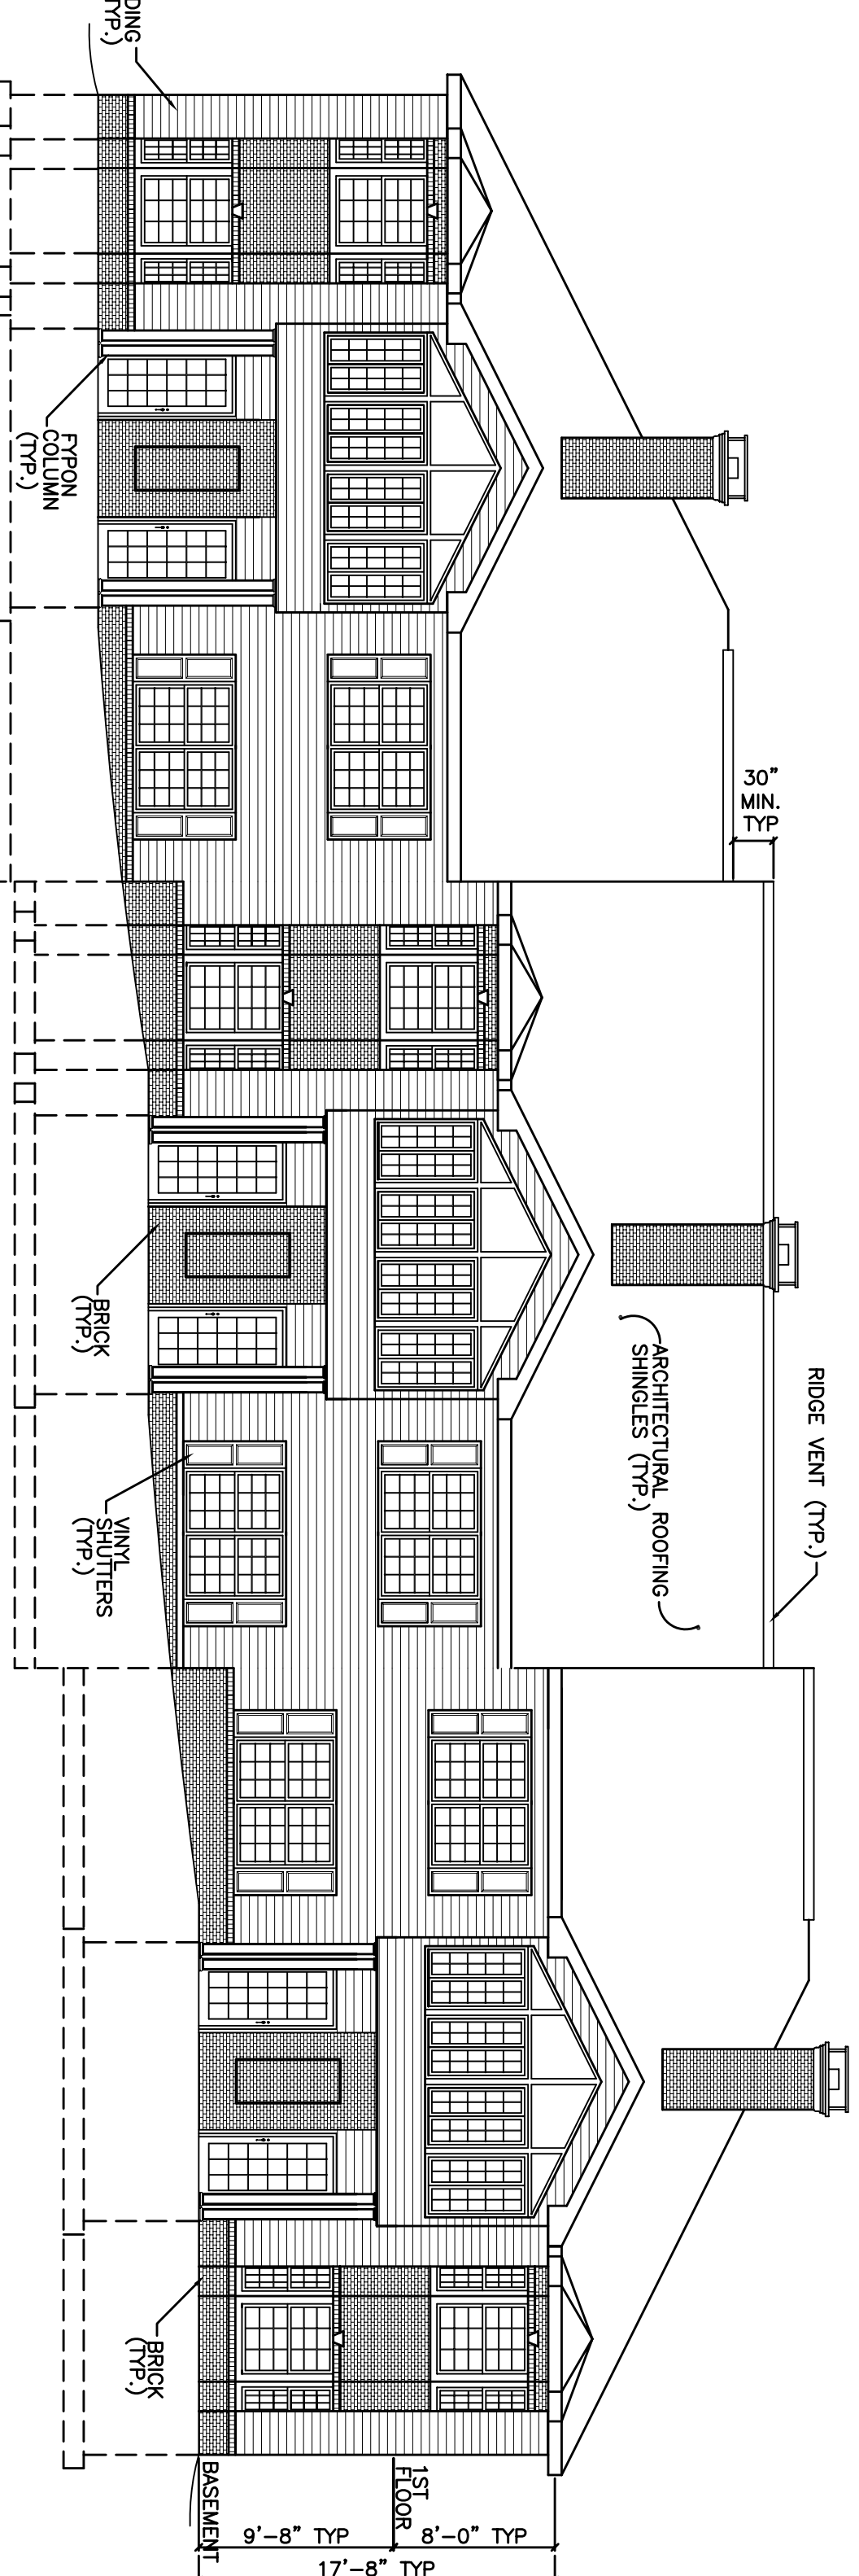 DING
TYP.)
FYPON
COLUMN
(TYP.)
30"
MIN.
TYP
BRICK
(TYP.)
VINYL
SHUTTERS
(TYP.)
ARCHITECTURAL ROOFING
SHINGLES (TYP.)
RIDGE VENT (TYP.)
BRICK
(TYP.)
1ST
FLOOR
BASEMENT
9'-8" TYP
8'-0" TYP
17'-8" TYP